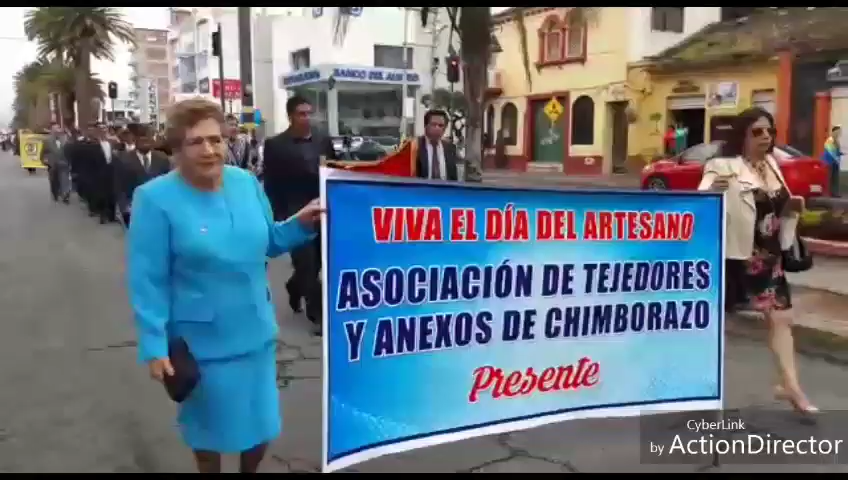 BANCO DEL AUSTRO
VIVA EL DÍA DEL ARTESANO
ASOCIACIÓN DE TEJEDORES
Y ANEXOS DE CHIMBORAZO
Presente
CyberLink
by ActionDirector